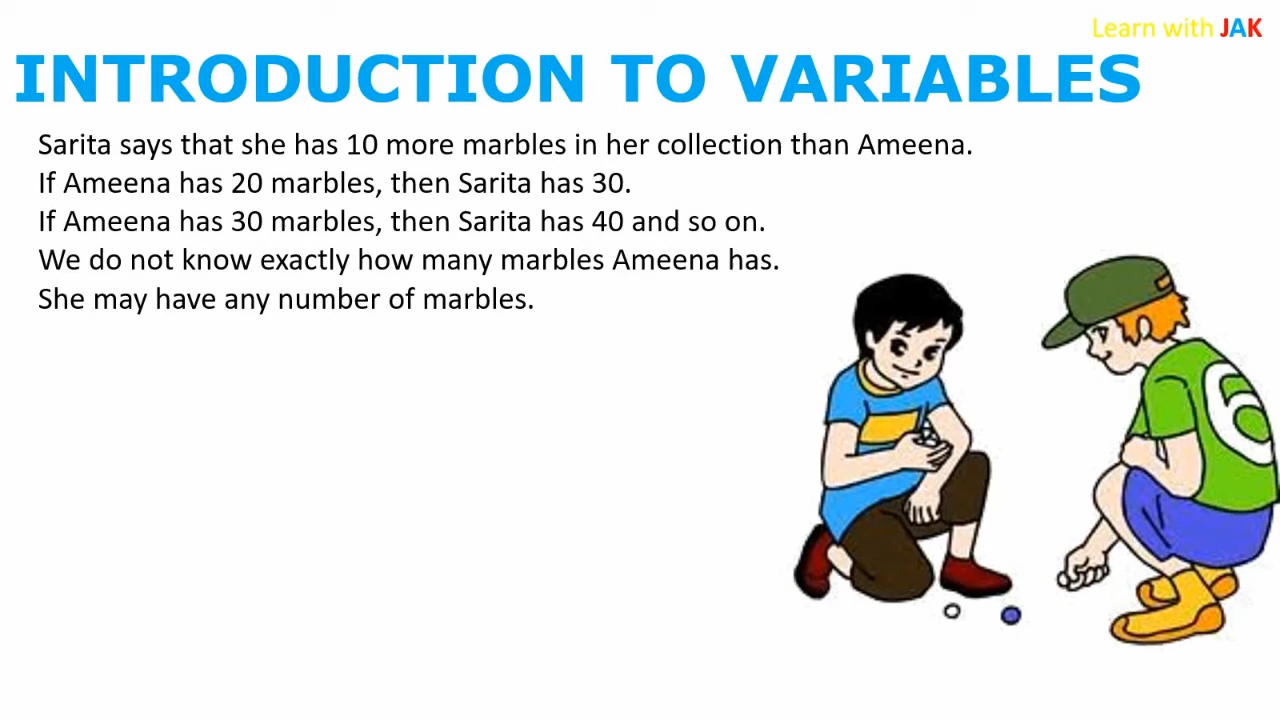 Learn with JAK
INTRODUCTION TO VARIABLES
Sarita says that she has 10 more marbles in her collection than Ameena.
If Ameena has 20 marbles, then Sarita has 30.
If Ameena has 30 marbles, then Sarita has 40 and so on.
We do not know exactly how many marbles Ameena has.
She may have any number of marbles.
6